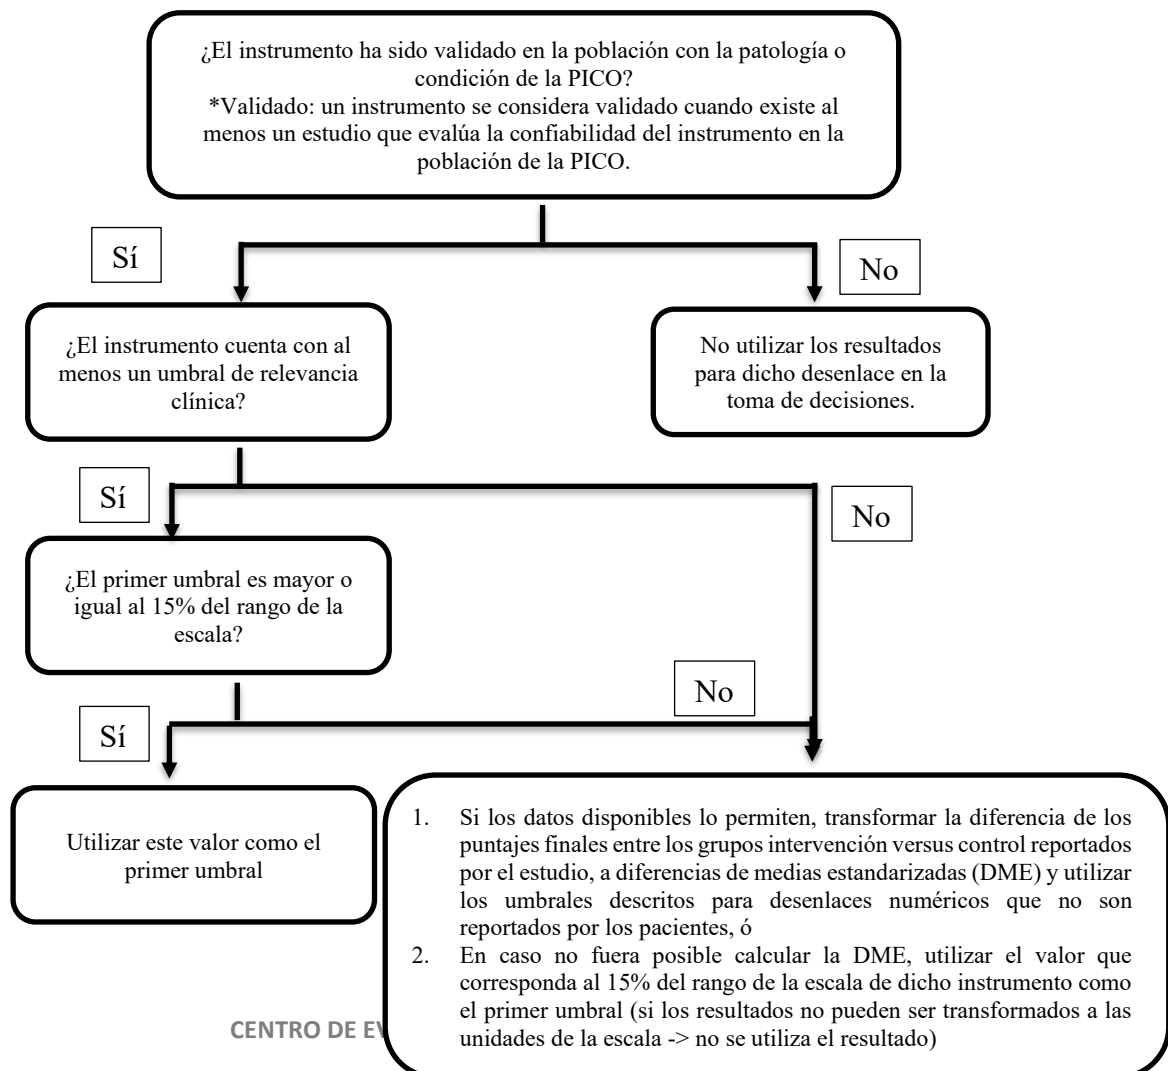 ¿El instrumento ha sido validado en la población con la patología o
condición de la PICO?
*Validado: un instrumento se considera validado cuando existe al
menos un estudio que evalúa la confiabilidad del instrumento en la
población de la PICO.
Sí
No
¿El instrumento cuenta con al
menos un umbral de relevancia
clínica?
No utilizar los resultados
para dicho desenlace en la
toma de decisiones.
Sí
No
¿El primer umbral es mayor o
igual al 15% del rango de la
escala?
No
Sí
Utilizar este valor como el
primer umbral
1. Si los datos disponibles lo permiten, transformar la diferencia de los
puntajes finales entre los grupos intervención versus control reportados
por el estudio, a diferencias de medias estandarizadas (DME) y utilizar
los umbrales descritos para desenlaces numéricos que no son
reportados por los pacientes, ó
2. En caso no fuera posible calcular la DME, utilizar el valor que
corresponda al 15% del rango de la escala de dicho instrumento como
el primer umbral (si los resultados no pueden ser transformados a las
unidades de la escala -> no se utiliza el resultado)
CENTRO DE